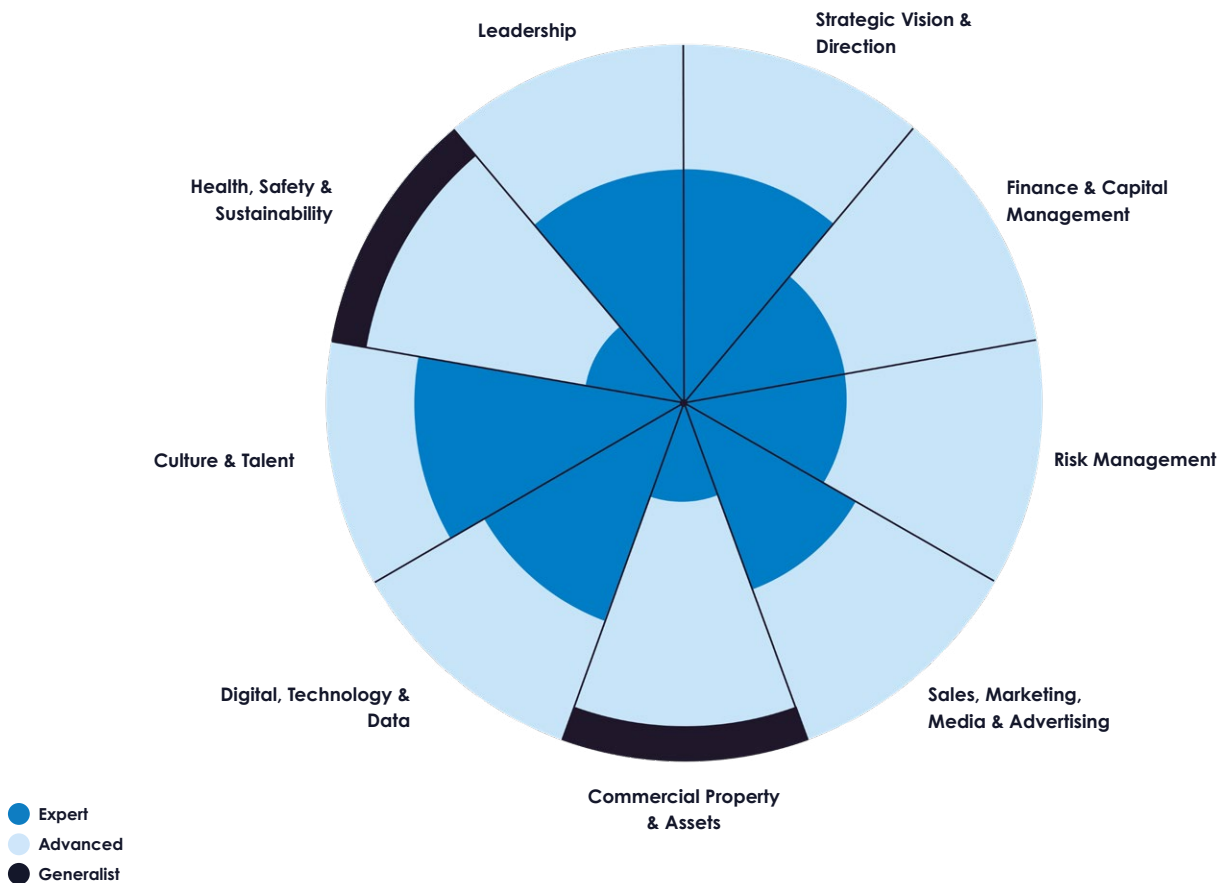 Leadership
Strategic Vision &
Direction
Finance & Capital
Management
Risk Management
Sales, Marketing,
Media & Advertising
Commercial Property
& Assets
Digital, Technology &
Data
Culture & Talent
Health, Safety &
Sustainability
Expert
Advanced
Generalist